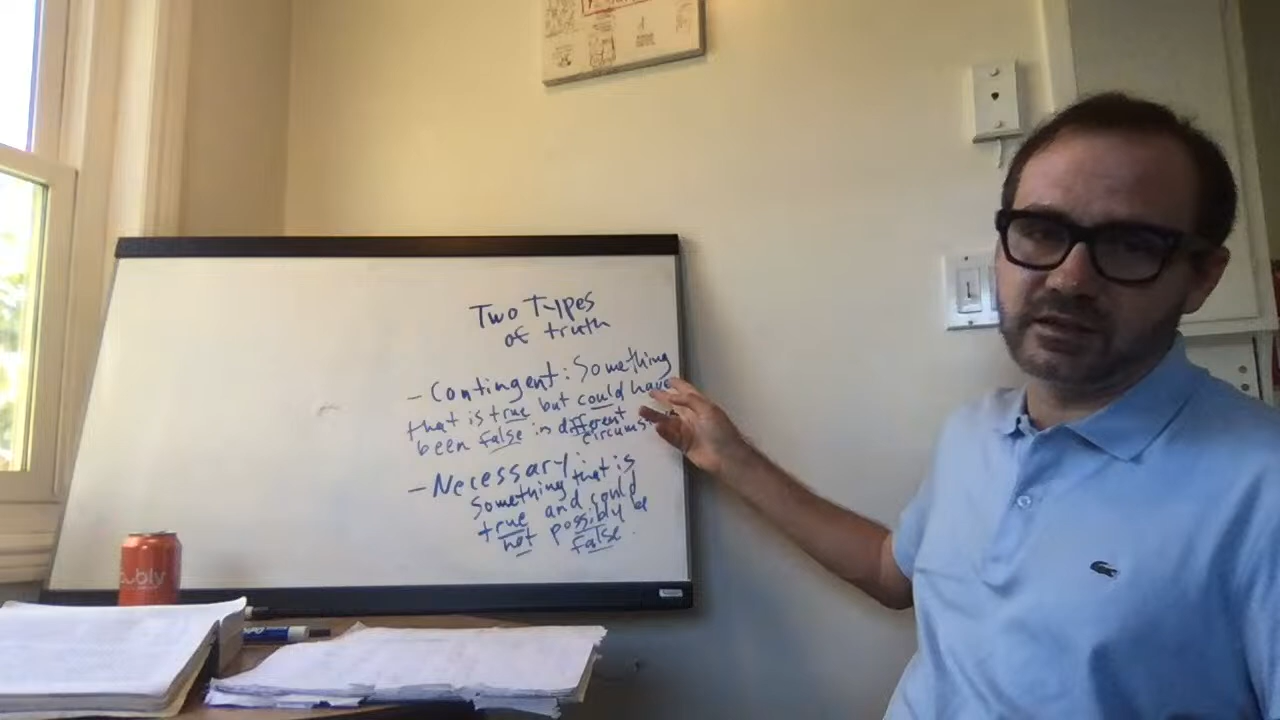 Two Types
of truth
- Contingent: Something
that is true but could have
been false in different
- Necessary:
Something that is
true and could
not possibly be
false.
bubly